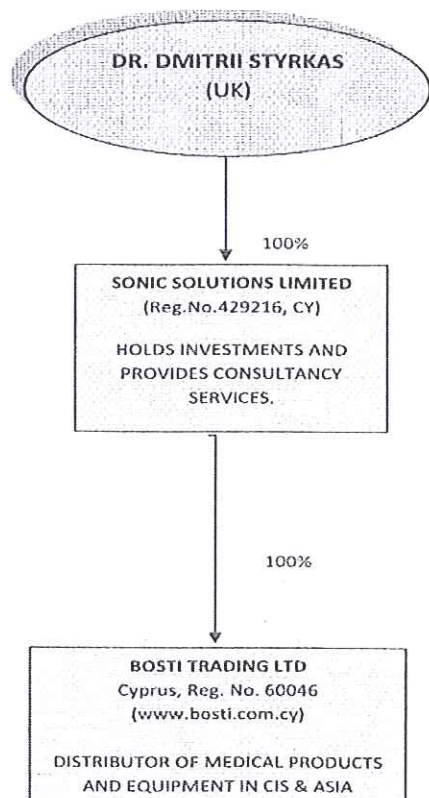 DR. DMITRII STYRKAS
(UK)
100%
SONIC SOLUTIONS LIMITED
(Reg.No.429216, CY)
HOLDS INVESTMENTS AND
PROVIDES CONSULTANCY
SERVICES.
100%
BOSTI TRADING LTD
Cyprus, Reg. No. 60046
(www.bosti.com.cy)
DISTRIBUTOR OF MEDICAL PRODUCTS
AND EQUIPMENT IN CIS & ASIA